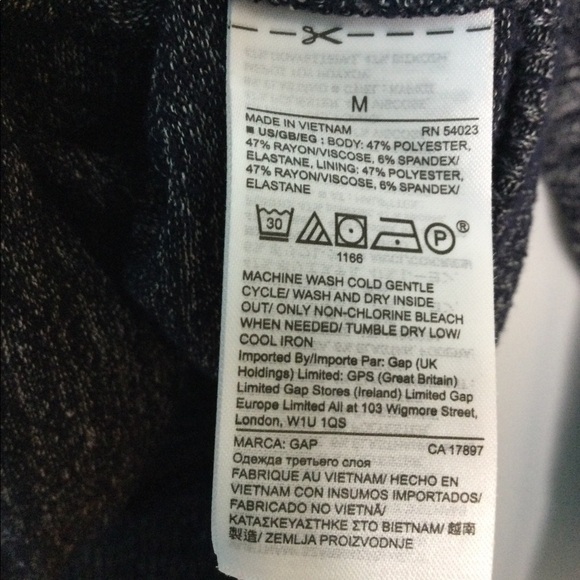 M
MADE IN VIETNAM RN 54023
■ US/GB/EG : BODY: 47% POLYESTER,
47% RAYON/VISCOSE, 6% SPANDEX/
ELASTANE, LINING: 47% POLYESTER,
47% RAYON/VISCOSE, 6% SPANDEX/
ELASTANE
30 P ®
1166
MACHINE WASH COLD GENTLE
CYCLE/ WASH AND DRY INSIDE
OUT/ ONLY NON-CHLORINE BLEACH
WHEN NEEDED/ TUMBLE DRY LOW/
COOL IRON
Imported By/Importe Par: Gap (UK
Holdings) Limited: GPS (Great Britain)
Limited Gap Stores (Ireland) Limited Gap
Europe Limited All at 103 Wigmore Street,
London, W1U 1QS
MARCA: GAP CA 17897
Одежда третьего слоя
FABRIQUE AU VIETNAM/ HECHO EN
VIETNAM CON INSUMOS IMPORTADOS/
FABRICADO NO VIETNÃ/
ΚΑΤΑΣΚΕΥΑΣΤΗΚΕ ΣΤΟ ΒΙΕΤΝΑΜ/ 越南
製造/ ZEMLJA PROIZVODNJE